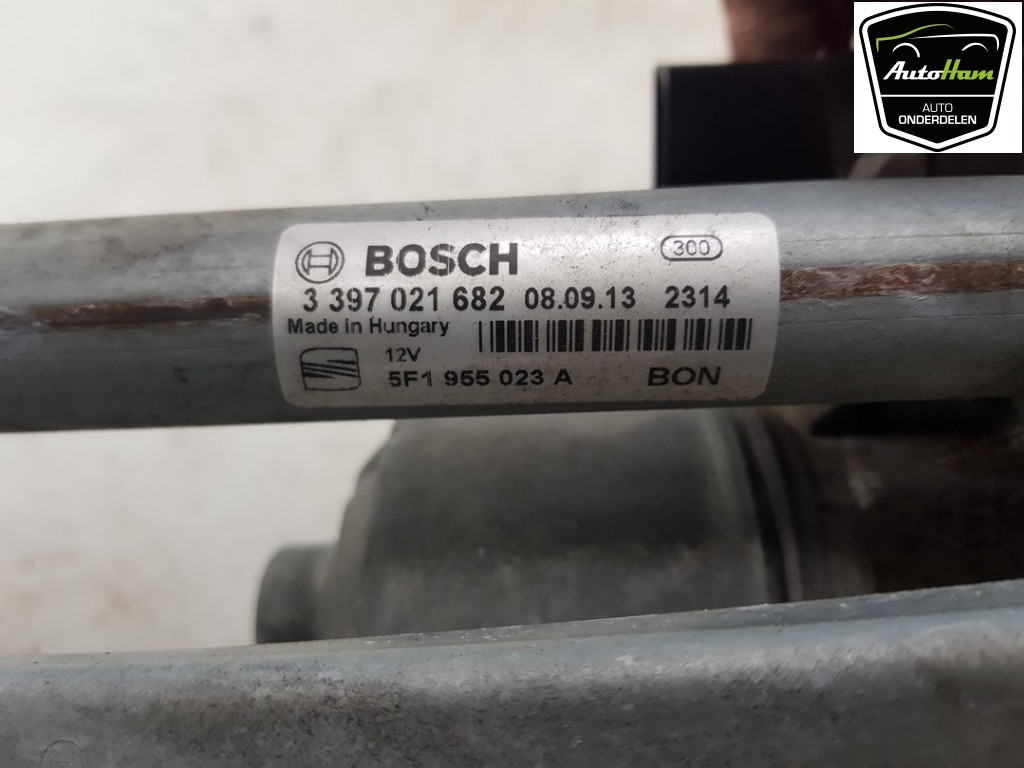 AutoHam
AUTO
ONDERDELEN
BOSCH 300
3 397 021 682 08.09.13 2314
Made in Hungary
12V
5F1 955 023 A BON